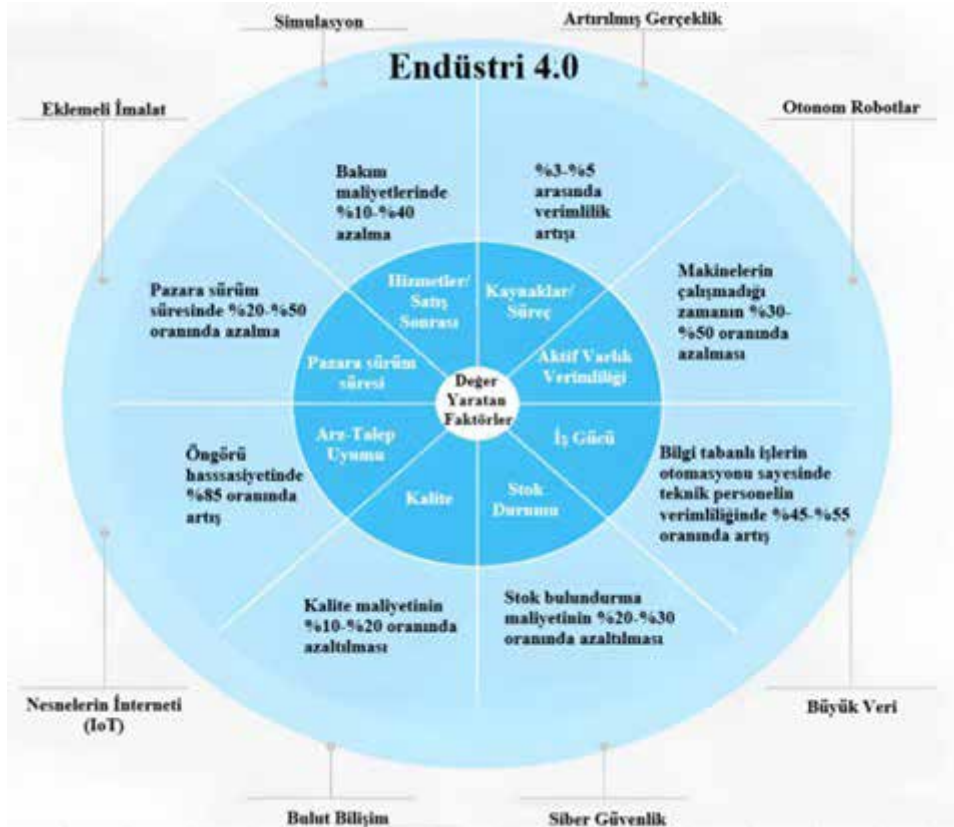 Simulasyon
Artırılmış Gerçeklik
Endüstri 4.0
Eklemeli İmalat
Otonom Robotlar
Bakım
maliyetlerinde
%10-%40
azalma
%3-%5
arasında
verimlilik
artışı
Pazara sürüm
süresinde %20-%50
oranında azalma
Makinelerin
çalışmadığı
zamanın %30-
%50 oranında
azalması
Hizmetler/
Satış
Sonrası
Kaynaklar/
Süreç
Pazara sürüm
süresi
Aktif Varlık
Verimliliği
Değer
Yaratan
Faktörler
Arz-Talep
Uyumu
İş Gücü
Kalite
Stok
Durumu
Öngörü
hasssasiyetinde
%85 oranında
artış
Bilgi tabanlı işlerin
otomasyonu sayesinde
teknik personelin
verimliliğinde %45-%55
oranında artış
Kalite maliyetinin
%10-%20 oranında
azaltılması
Stok bulundurma
maliyetinin %20-%30
oranında azaltılması
Nesnelerin İnterneti
(IoT)
Büyük Veri
Bulut Bilişim
Siber Güvenlik